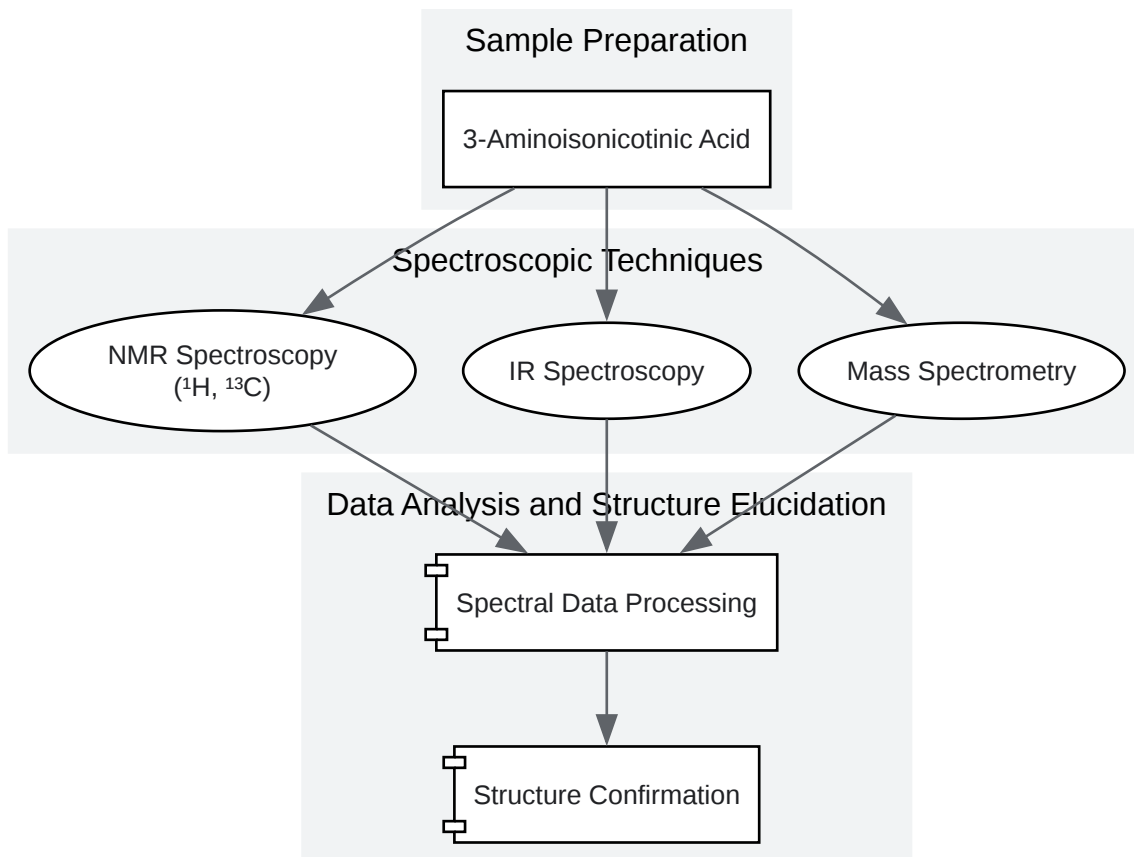 Sample Preparation
3-Aminoisonicotinic Acid
Spectroscopic Techniques
NMR Spectroscopy
(¹H, ¹³C)
IR Spectroscopy
Mass Spectrometry
Data Analysis and Structure Elucidation
Spectral Data Processing
Structure Confirmation